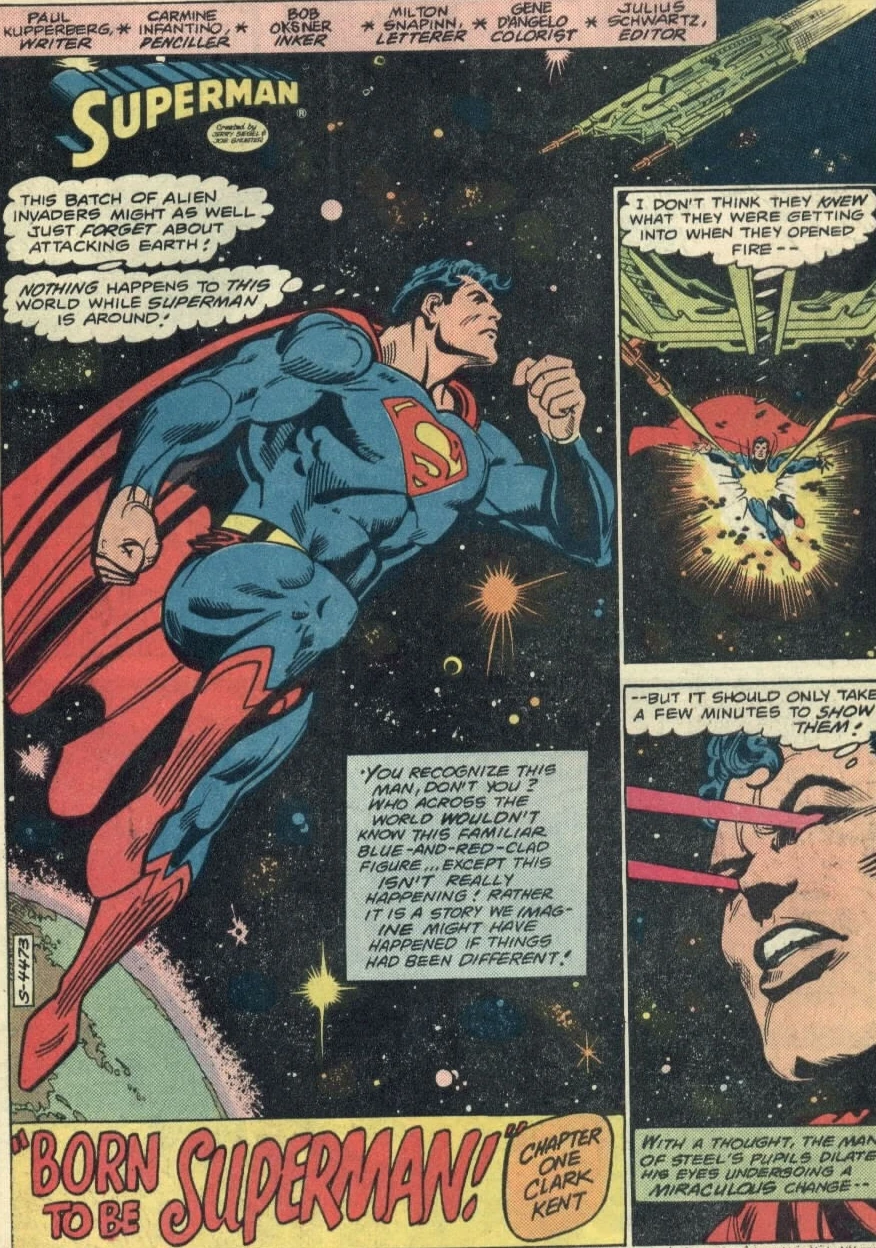 PAUL KUPPERBERG, WRITER * CARMINE INFANTINO, PENCILLER * BOB OKSNER INKER * MILTON SNAPINN, LETTERER * GENE D'ANGELO COLORIST * JULIUS SCHWARTZ, EDITOR
SUPERMAN®
Created by
JERRY SIEGEL &
JOE SHUSTER
THIS BATCH OF ALIEN
INVADERS MIGHT AS WELL
JUST FORGET ABOUT
ATTACKING EARTH!
NOTHING HAPPENS TO THIS
WORLD WHILE SUPERMAN
IS AROUND!
I DON'T THINK THEY KNEW
WHAT THEY WERE GETTING
INTO WHEN THEY OPENED
FIRE--
--BUT IT SHOULD ONLY TAKE
A FEW MINUTES TO SHOW
THEM!
YOU RECOGNIZE THIS
MAN, DON'T YOU?
WHO ACROSS THE
WORLD WOULDN'T
KNOW THIS FAMILIAR
BLUE-AND-RED-CLAD
FIGURE...EXCEPT THIS
ISN'T REALLY
HAPPENING! RATHER
IT IS A STORY WE IMAG-
INE MIGHT HAVE
HAPPENED IF THINGS
HAD BEEN DIFFERENT!
S-4473
"BORN
TO BE SUPERMAN!"
CHAPTER
ONE
CLARK
KENT
WITH A THOUGHT, THE MAN
OF STEEL'S PUPILS DILATE
HIS EYES UNDERGOING A
MIRACULOUS CHANGE--